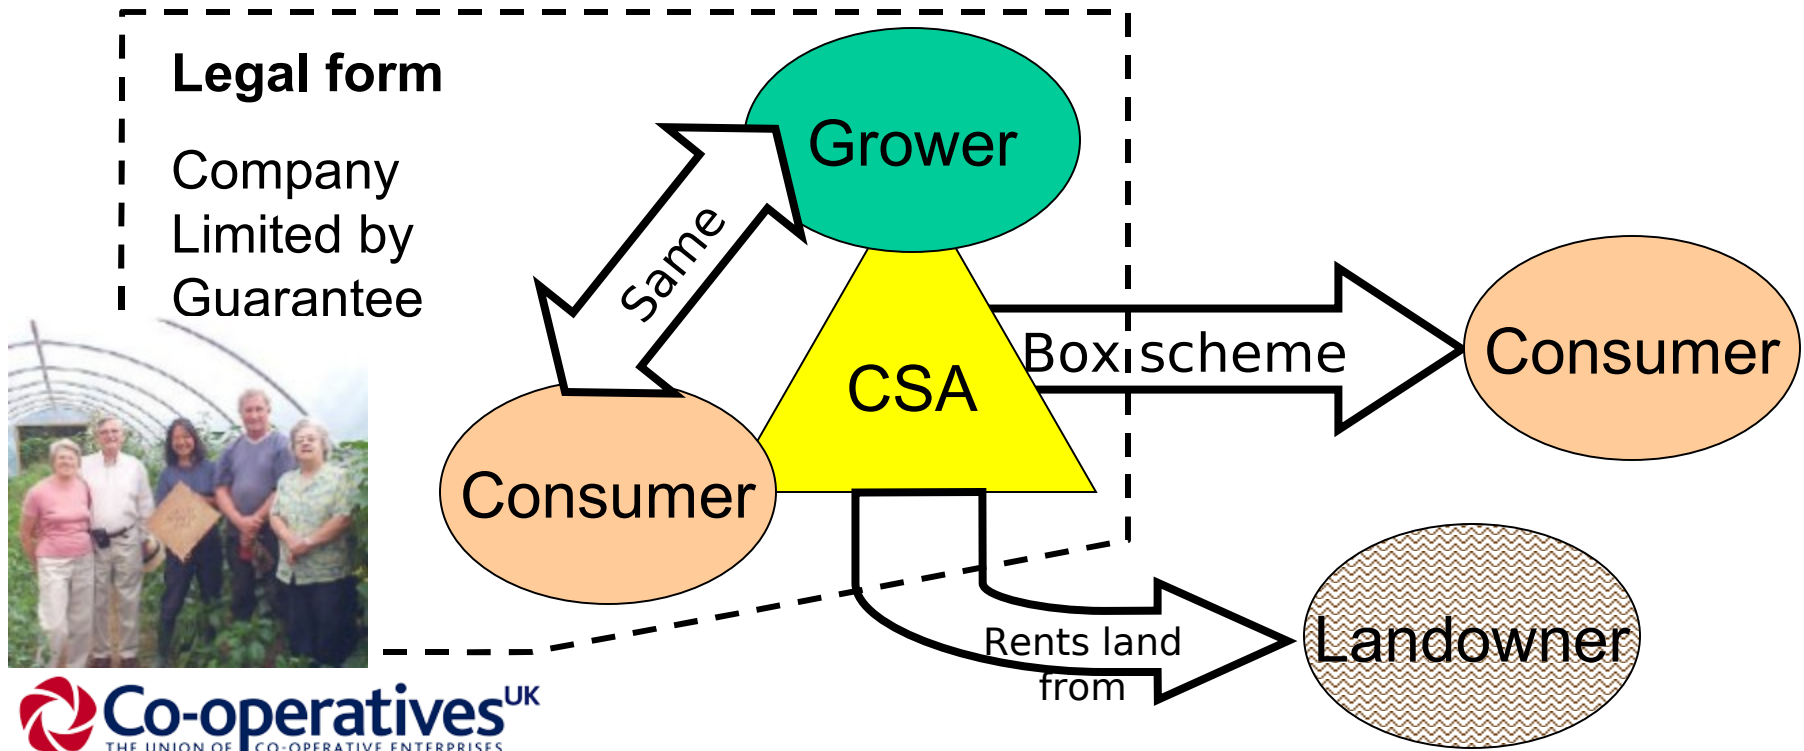 Legal form
Company
Limited by
Guarantee
Grower
Same
CSA
Box scheme
Consumer
Consumer
Rents land
from
Landowner
Co-operatives UK
THE UNION OF CO-OPERATIVE ENTERPRISES